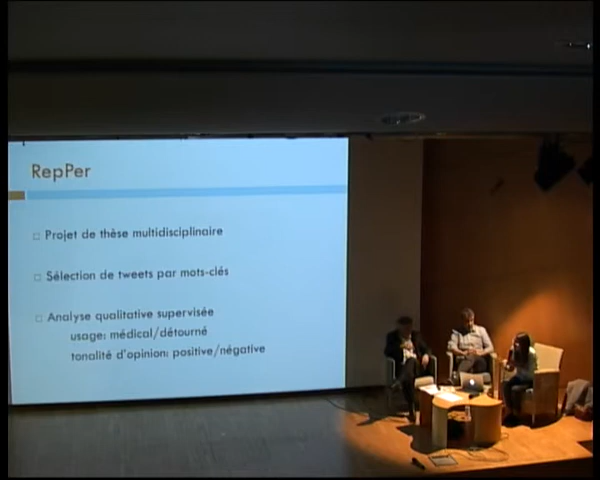 RepPer
Projet de thèse multidisciplinaire
Sélection de tweets par mots-clés
Analyse qualitative supervisée
usage: médical/détourné
tonalité d'opinion: positive/négative